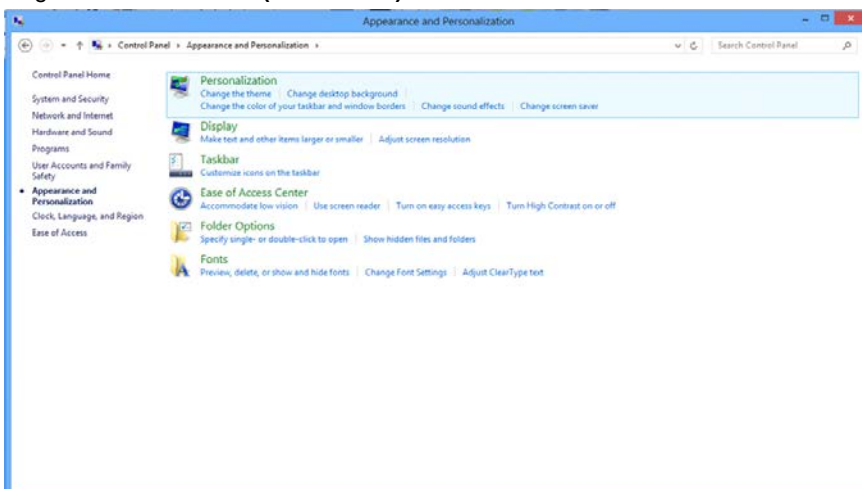 Appearance and Personalization
Control Panel › Appearance and Personalization ›
Search Control Panel
Control Panel Home
System and Security
Network and Internet
Hardware and Sound
Programs
User Accounts and Family
Safety
Appearance and
Personalization
Clock, Language, and Region
Ease of Access
Personalization
Change the theme | Change desktop background
Change the color of your taskbar and window borders | Change sound effects | Change screen saver
Display
Make text and other items larger or smaller | Adjust screen resolution
Taskbar
Customize icons on the taskbar
Ease of Access Center
Accommodate low vision | Use screen reader | Turn on easy access keys | Turn High Contrast on or off
Folder Options
Specify single- or double-click to open | Show hidden files and folders
Fonts
Preview, delete, or show and hide fonts | Change Font Settings | Adjust ClearType text